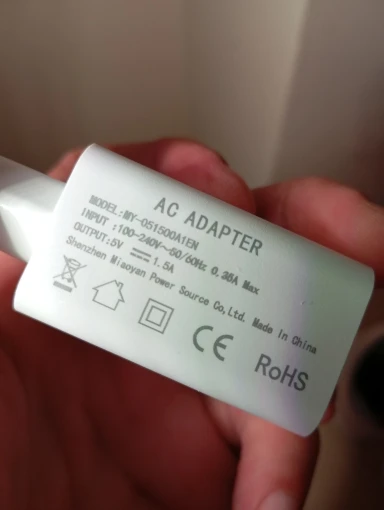 AC ADAPTER
MODEL:MY-051500A1EN
INPUT :100-240V~50/60Hz 0.35A Max
OUTPUT:5V ⎓ 1.5A
Shenzhen Miaoyan Power Source Co,Ltd. Made in China
CE RoHS